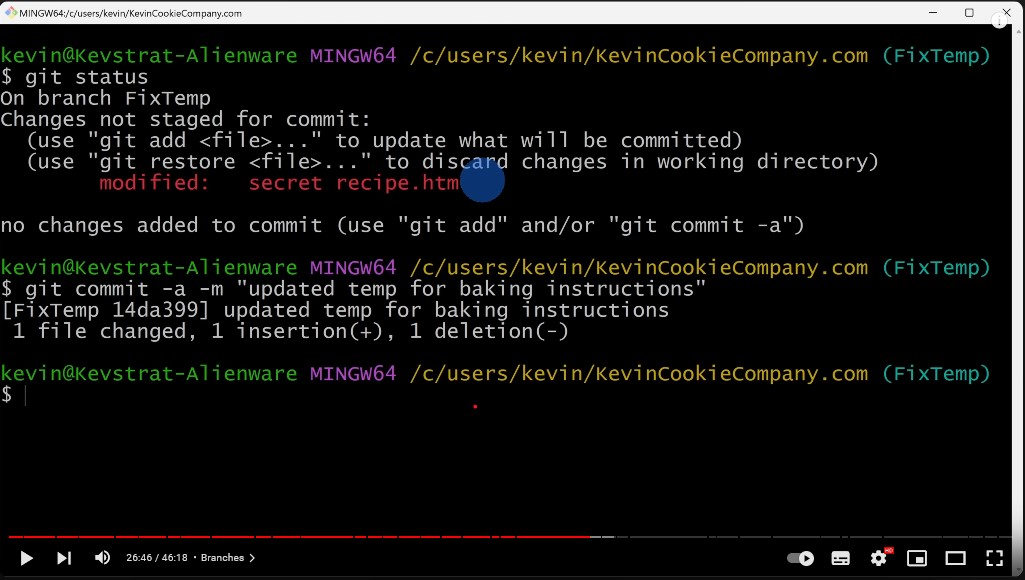 MINGW64:/c/users/kevin/KevinCookieCompany.com
kevin@Kevstrat-Alienware MINGW64 /c/users/kevin/KevinCookieCompany.com (FixTemp)
$ git status
On branch FixTemp
Changes not staged for commit:
  (use "git add <file>..." to update what will be committed)
  (use "git restore <file>..." to discard changes in working directory)
        modified:   secret recipe.htm
no changes added to commit (use "git add" and/or "git commit -a")
kevin@Kevstrat-Alienware MINGW64 /c/users/kevin/KevinCookieCompany.com (FixTemp)
$ git commit -a -m "updated temp for baking instructions"
[FixTemp 14da399] updated temp for baking instructions
 1 file changed, 1 insertion(+), 1 deletion(-)
kevin@Kevstrat-Alienware MINGW64 /c/users/kevin/KevinCookieCompany.com (FixTemp)
$
26:46 / 46:18 • Branches
HD